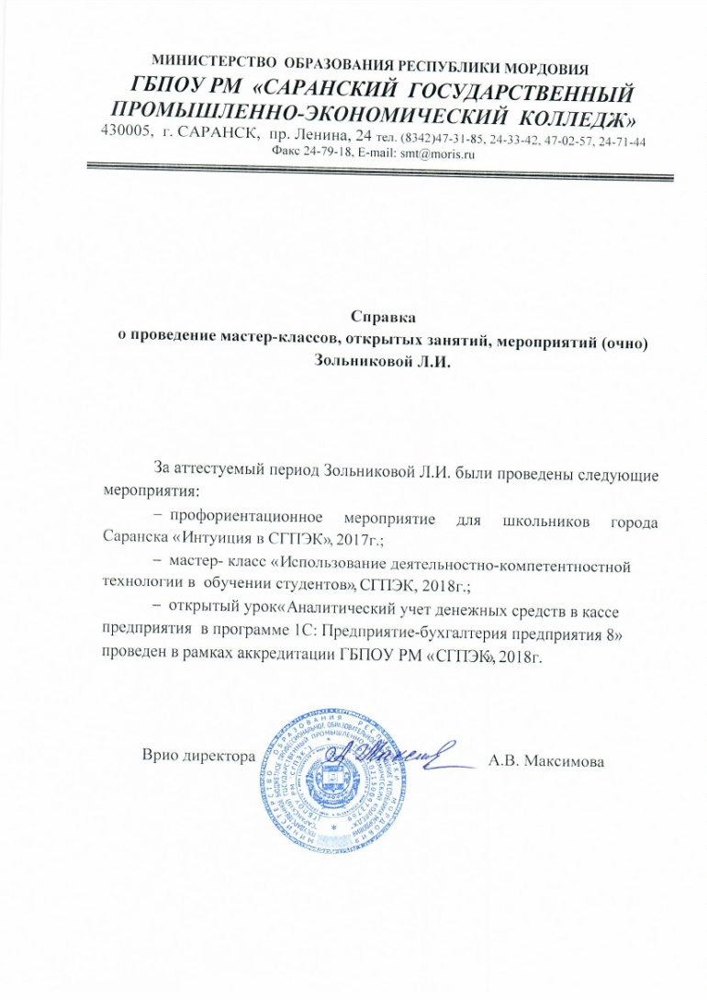 МИНИСТЕРСТВО ОБРАЗОВАНИЯ РЕСПУБЛИКИ МОРДОВИЯ
ГБПОУ РМ «САРАНСКИЙ ГОСУДАРСТВЕННЫЙ
ПРОМЫШЛЕННО-ЭКОНОМИЧЕСКИЙ КОЛЛЕДЖ»
430005, г. САРАНСК, пр. Ленина, 24 тел. (8342)47-31-85, 24-33-42, 47-02-57, 24-71-44
Факс 24-79-18, E-mail: smt@moris.ru
Справка
о проведение мастер-классов, открытых занятий, мероприятий (очно)
Зольниковой Л.И.
За аттестуемый период Зольниковой Л.И. были проведены следующие
мероприятия:
– профориентационное мероприятие для школьников города
Саранска «Интуиция в СГПЭК», 2017г.;
– мастер- класс «Использование деятельностно-компетентностной
технологии в обучении студентов», СГПЭК, 2018г.;
– открытый урок«Аналитический учет денежных средств в кассе
предприятия в программе 1С: Предприятие-бухгалтерия предприятия 8»
проведен в рамках аккредитации ГБПОУ РМ «СГПЭК», 2018г.
Врио директора А.В. Максимова
МИНИСТЕРСТВО ОБРАЗОВАНИЯ РЕСПУБЛИКИ МОРДОВИЯ